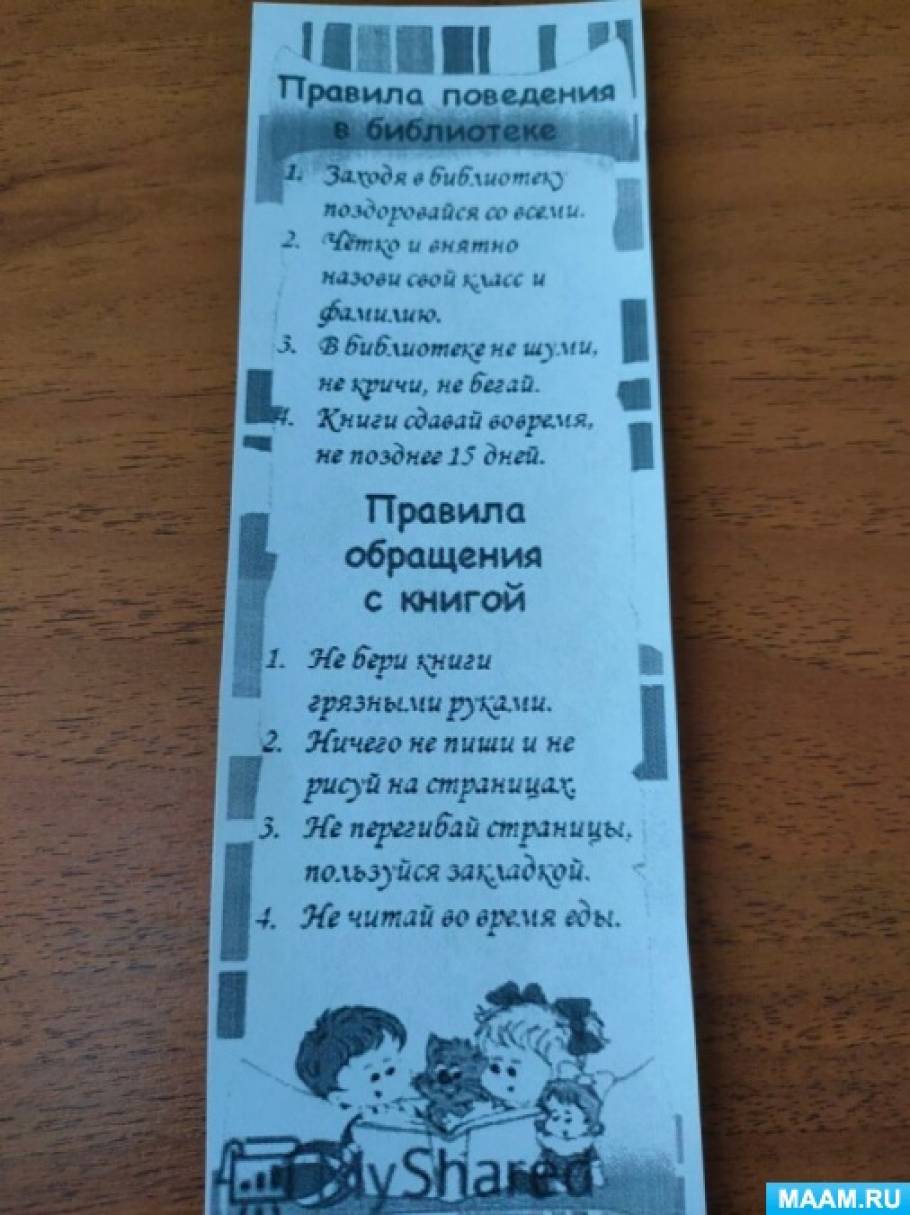 Правила поведения
в библиотеке
1. Заходя в библиотеку
поздоровайся со всеми.
2. Чётко и внятно
назови свой класс и
фамилию.
3. В библиотеке не шуми,
не кричи, не бегай.
4. Книги сдавай вовремя,
не позднее 15 дней.
Правила
обращения
с книгой
1. Не бери книги
грязными руками.
2. Ничего не пиши и не
рисуй на страницах.
3. Не перегибай страницы,
пользуйся закладкой.
4. Не читай во время еды.
MyShared
MAAM.RU